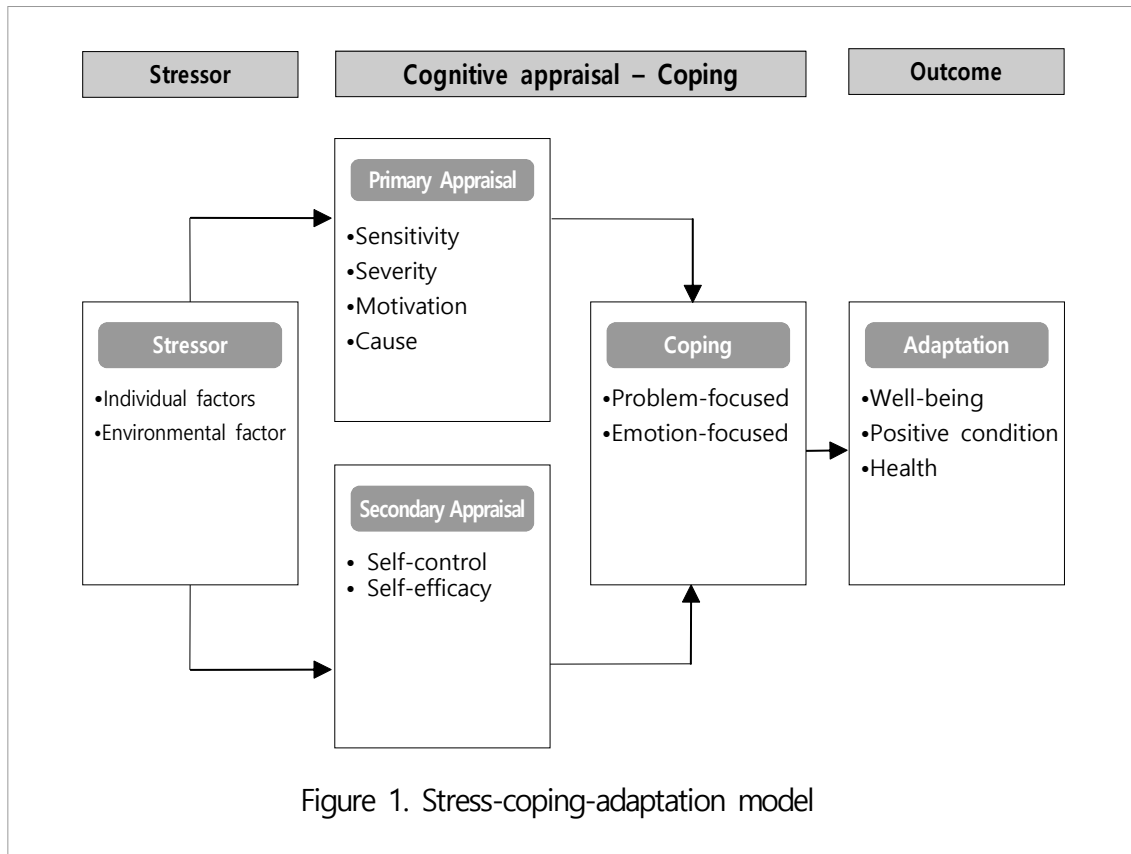 Stressor
Cognitive appraisal – Coping
Outcome
Primary Appraisal
•Sensitivity
•Severity
•Motivation
•Cause
Stressor
•Individual factors
•Environmental factor
Secondary Appraisal
• Self-control
• Self-efficacy
Coping
•Problem-focused
•Emotion-focused
Adaptation
•Well-being
•Positive condition
•Health
Figure 1. Stress-coping-adaptation model